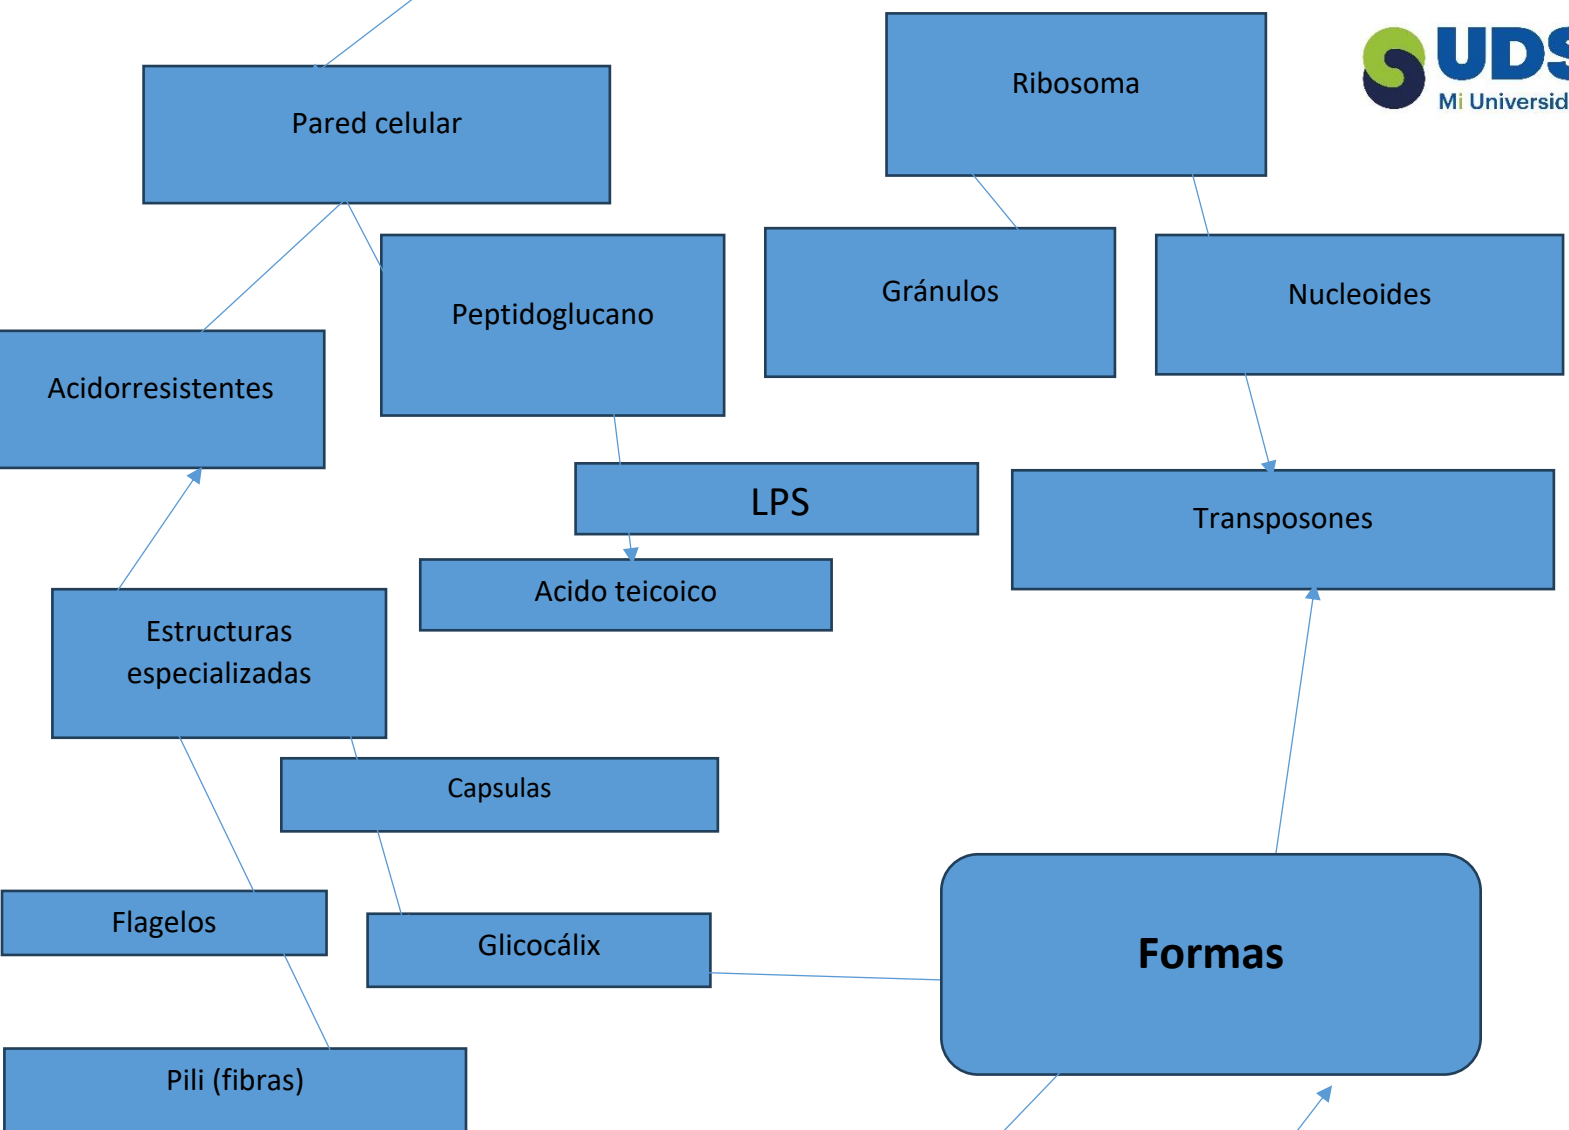 UDS
Mi Universid
Ribosoma
Pared celular
Gránulos
Nucleoides
Peptidoglucano
Acidorresistentes
LPS
Transposones
Acido teicoico
Estructuras
especializadas
Capsulas
Flagelos
Glicocálix
Formas
Pili (fibras)